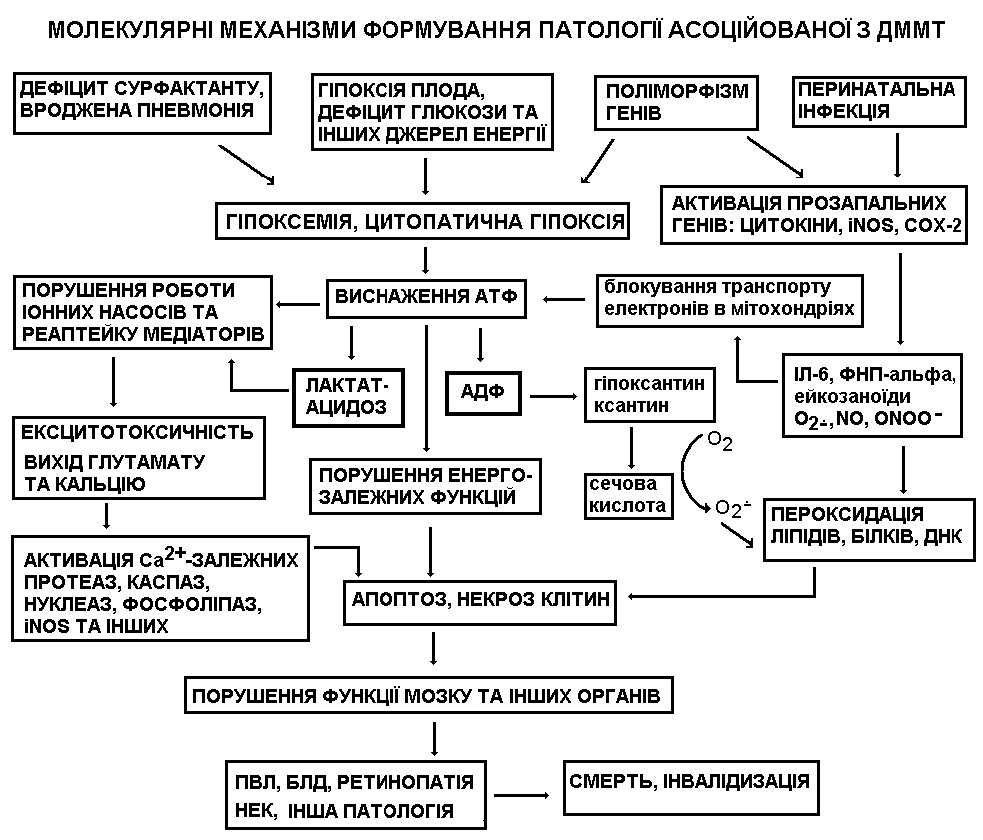 МОЛЕКУЛЯРНІ МЕХАНІЗМИ ФОРМУВАННЯ ПАТОЛОГІЇ АСОЦІЙОВАНОЇ З ДММТ
ДЕФІЦИТ СУРФАКТАНТУ,
ВРОДЖЕНА ПНЕВМОНІЯ
ГІПОКСІЯ ПЛОДА,
ДЕФІЦИТ ГЛЮКОЗИ ТА
ІНШИХ ДЖЕРЕЛ ЕНЕРГІЇ
ПОЛІМОРФІЗМ
ГЕНІВ
ПЕРИНАТАЛЬНА
ІНФЕКЦІЯ
ГІПОКСЕМІЯ, ЦИТОПАТИЧНА ГІПОКСІЯ
АКТИВАЦІЯ ПРОЗАПАЛЬНИХ
ГЕНІВ: ЦИТОКІНИ, iNOS, COX-2
ПОРУШЕННЯ РОБОТИ
ІОННИХ НАСОСІВ ТА
РЕАПТЕЙКУ МЕДІАТОРІВ
ВИСНАЖЕННЯ АТФ
блокування транспорту
електронів в мітохондріях
ЛАКТАТ-
АЦИДОЗ
АДФ
гіпоксантин
ксантин
ІЛ-6, ФНП-альфа,
ейкозаноїди
O2∸, NO, ONOO⁻
ЕКСЦИТОТОКСИЧНІСТЬ
ВИХІД ГЛУТАМАТУ
ТА КАЛЬЦІЮ
ПОРУШЕННЯ ЕНЕРГО-
ЗАЛЕЖНИХ ФУНКЦІЙ
O2
сечова
кислота
O2∸
ПЕРОКСИДАЦІЯ
ЛІПІДІВ, БІЛКІВ, ДНК
АКТИВАЦІЯ Ca2+-ЗАЛЕЖНИХ
ПРОТЕАЗ, КАСПАЗ,
НУКЛЕАЗ, ФОСФОЛІПАЗ,
iNOS ТА ІНШИХ
АПОПТОЗ, НЕКРОЗ КЛІТИН
ПОРУШЕННЯ ФУНКЦІЇ МОЗКУ ТА ІНШИХ ОРГАНІВ
ПВЛ, БЛД, РЕТИНОПАТІЯ
НЕК, ІНША ПАТОЛОГІЯ
СМЕРТЬ, ІНВАЛІДИЗАЦІЯ